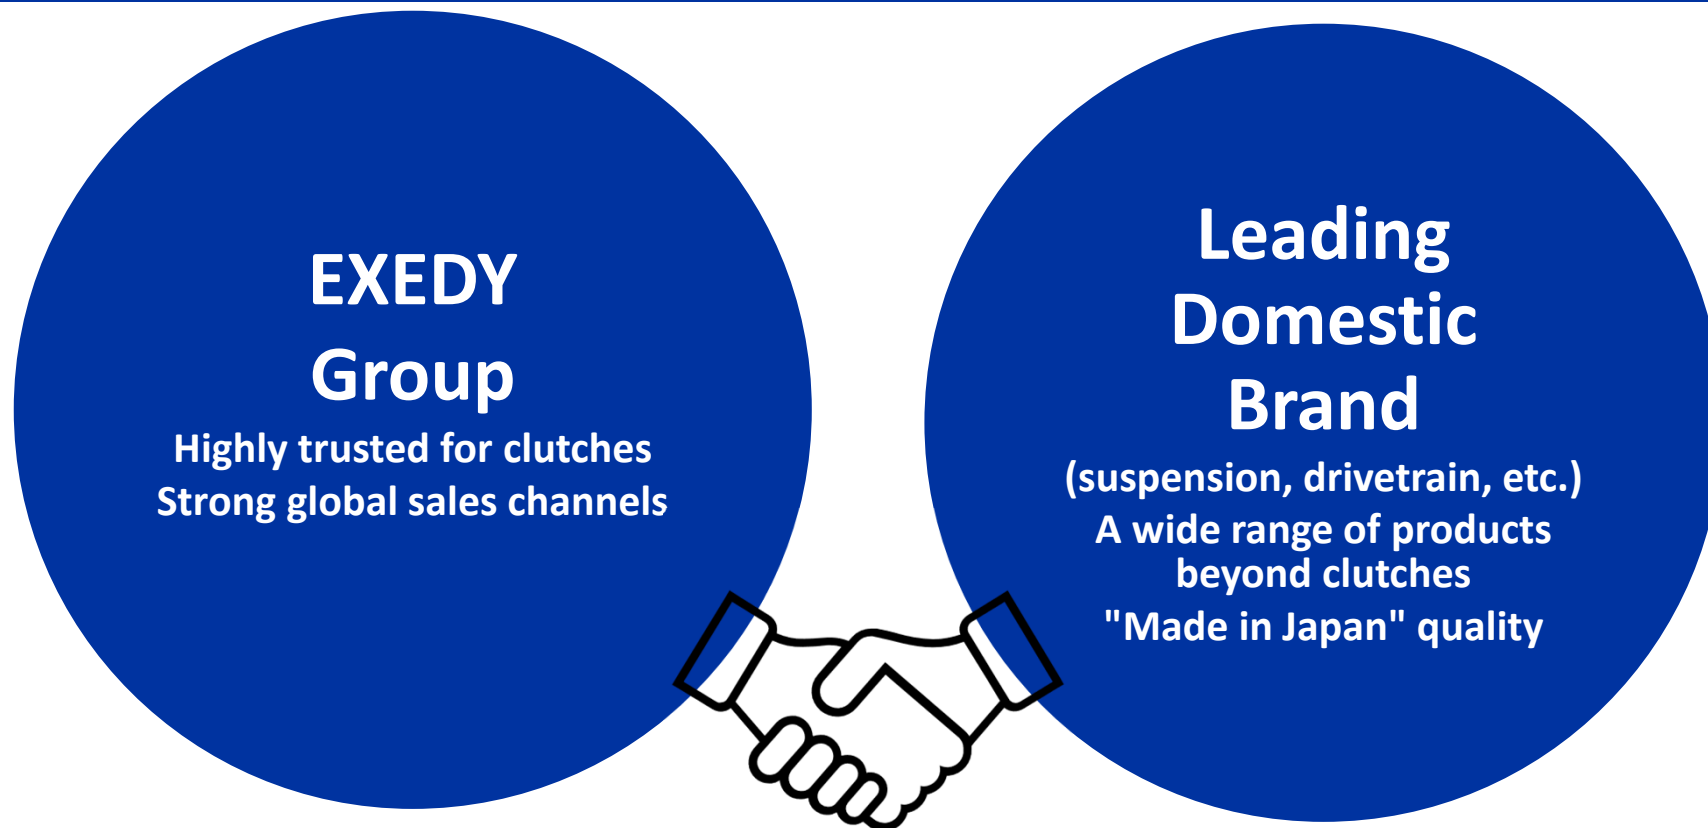 EXEDY
Group
Highly trusted for clutches
Strong global sales channels
Leading
Domestic
Brand
(suspension, drivetrain, etc.)
A wide range of products
beyond clutches
"Made in Japan" quality